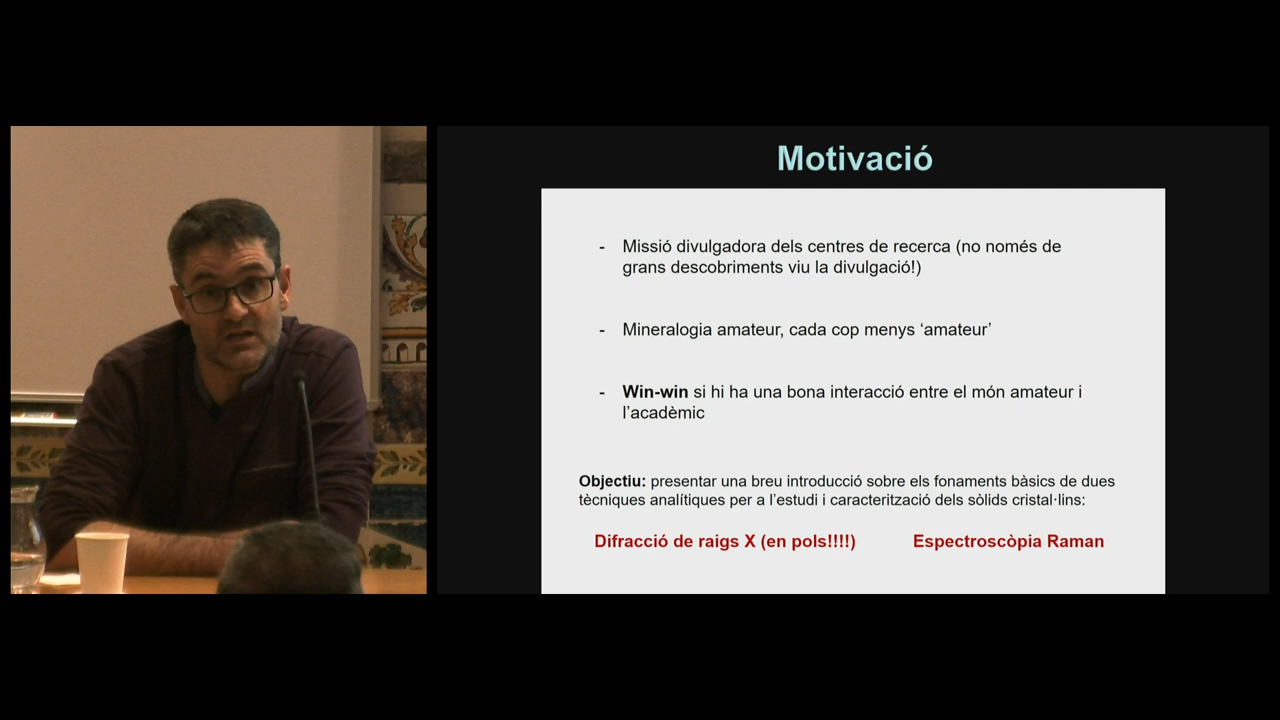 Motivació
- Missió divulgadora dels centres de recerca (no només de
grans descobriments viu la divulgació!)
- Mineralogia amateur, cada cop menys ‘amateur’
- Win-win si hi ha una bona interacció entre el món amateur i
l’acadèmic
Objectiu: presentar una breu introducció sobre els fonaments bàsics de dues
tècniques analítiques per a l’estudi i caracterització dels sòlids cristal·lins:
Difracció de raigs X (en pols!!!!) Espectroscòpia Raman